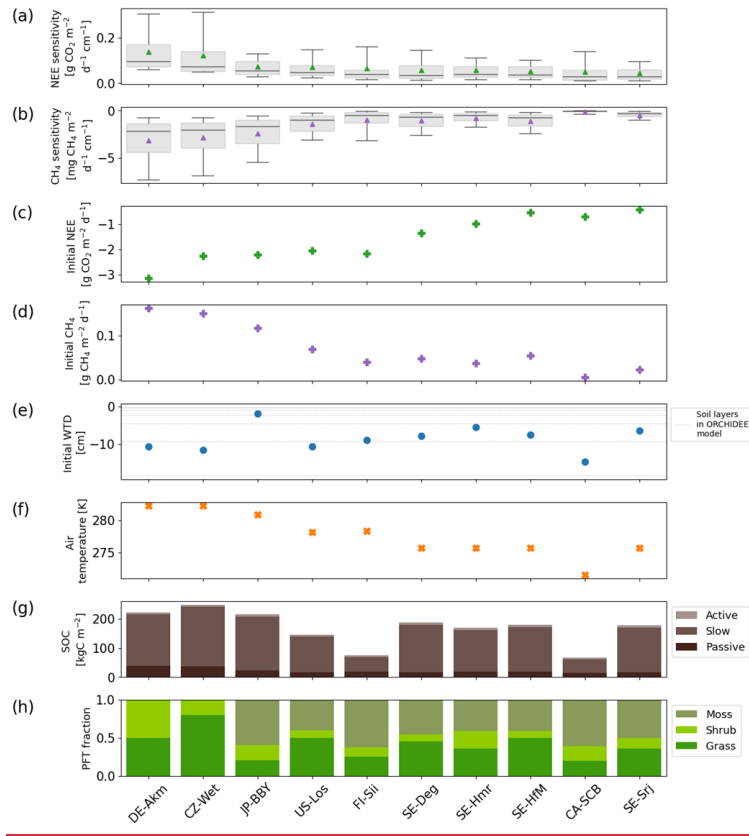 (a)
NEE sensitivity
[g CO₂ m⁻²
d⁻¹ cm⁻¹]
0.2
0.0
(b)
CH₄ sensitivity
[mg CH₄ m⁻²
d⁻¹ cm⁻¹]
0
−5
(c)
Initial NEE
[g CO₂ m⁻² d⁻¹]
−1
−2
−3
(d)
Initial CH₄
[g CH₄ m⁻² d⁻¹]
0.1
0.0
(e)
Initial WTD
[cm]
0
−10
Soil layers
in ORCHIDEE
model
(f)
Air
temperature [K]
280
275
(g)
SOC
[kgC m⁻²]
200
100
0
Active
Slow
Passive
(h)
PFT fraction
1.0
0.5
0.0
Moss
Shrub
Grass
DE-Akm
CZ-Wet
JP-BBY
US-Los
FI-Sii
SE-Deg
SE-Hmr
SE-HfM
CA-SCB
SE-Srj